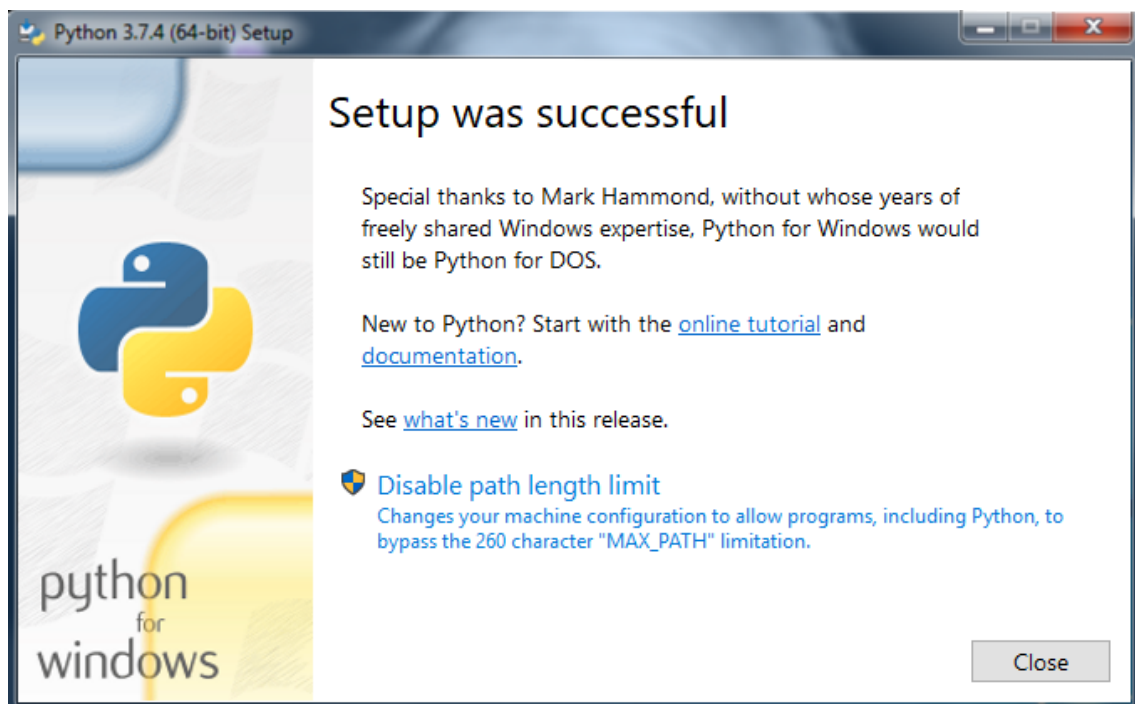 Python 3.7.4 (64-bit) Setup
Setup was successful
Special thanks to Mark Hammond, without whose years of
freely shared Windows expertise, Python for Windows would
still be Python for DOS.
New to Python? Start with the online tutorial and
documentation.
See what's new in this release.
Disable path length limit
Changes your machine configuration to allow programs, including Python, to
bypass the 260 character "MAX_PATH" limitation.
python
for
windows
Close